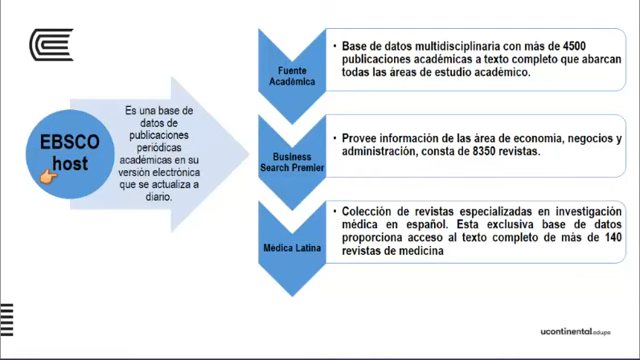 EBSCO
host
Es una base de
datos de
publicaciones
periódicas
académicas en su
versión electrónica
que se actualiza a
diario.
Fuente
Académica
• Base de datos multidisciplinaria con más de 4500
publicaciones académicas a texto completo que abarcan
todas las áreas de estudio académico.
Business
Search Premier
• Provee información de las área de economía, negocios y
administración, consta de 8350 revistas.
Médica Latina
• Colección de revistas especializadas en investigación
médica en español. Esta exclusiva base de datos
proporciona acceso al texto completo de más de 140
revistas de medicina
ucontinental.edu.pe